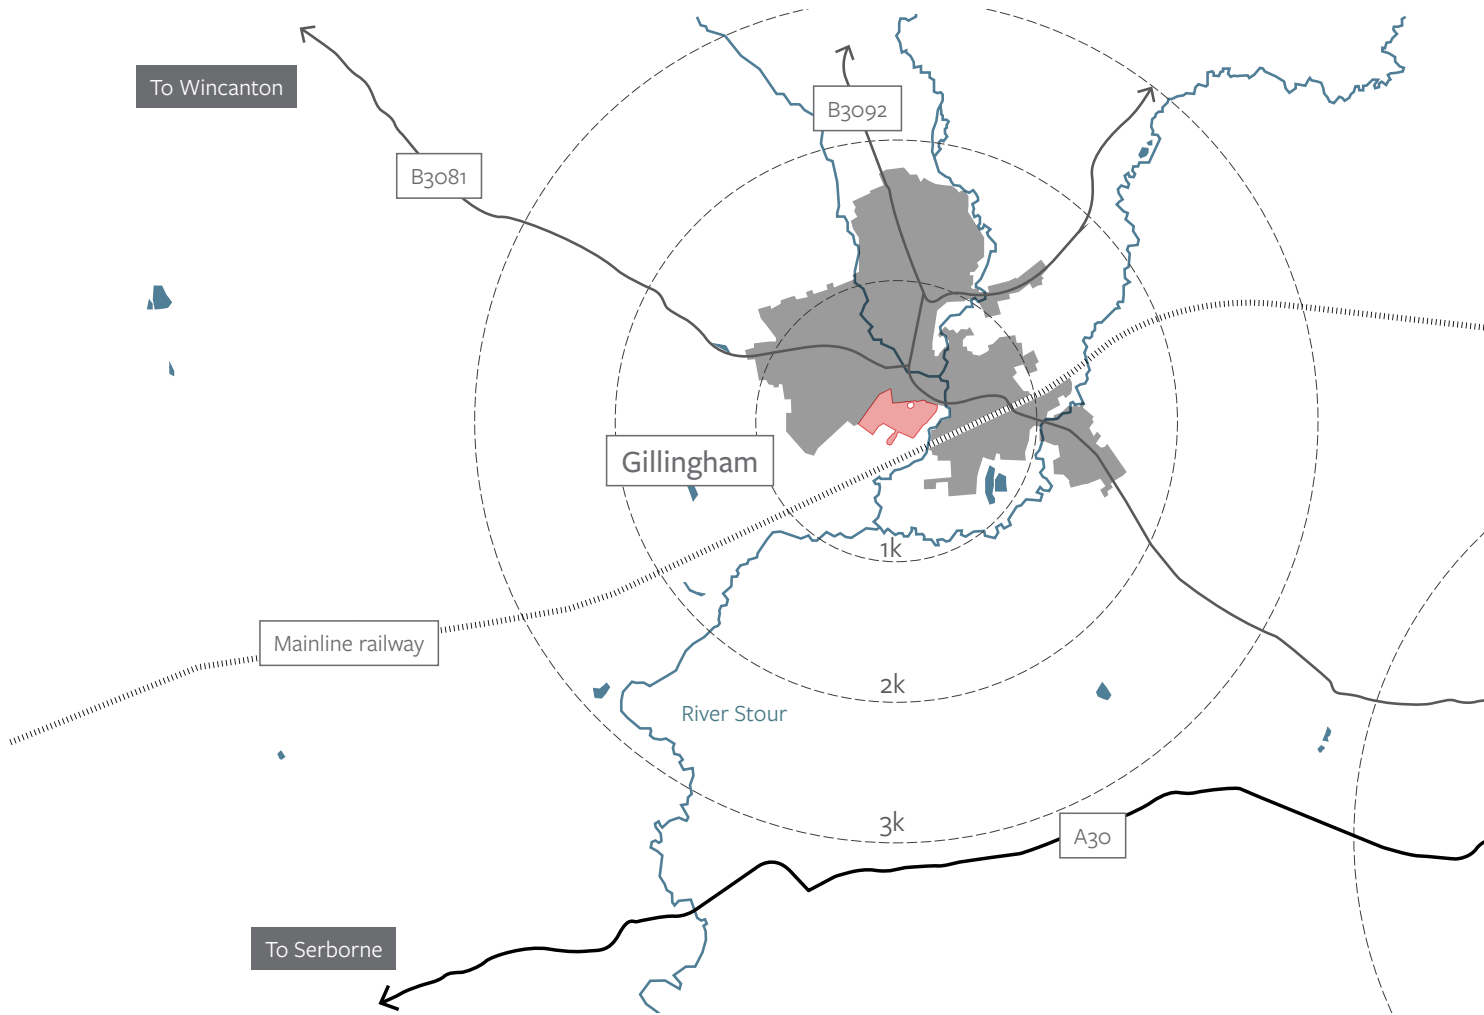 To Wincanton
B3092
B3081
Gillingham
1k
Mainline railway
2k
River Stour
3k
A30
To Serborne